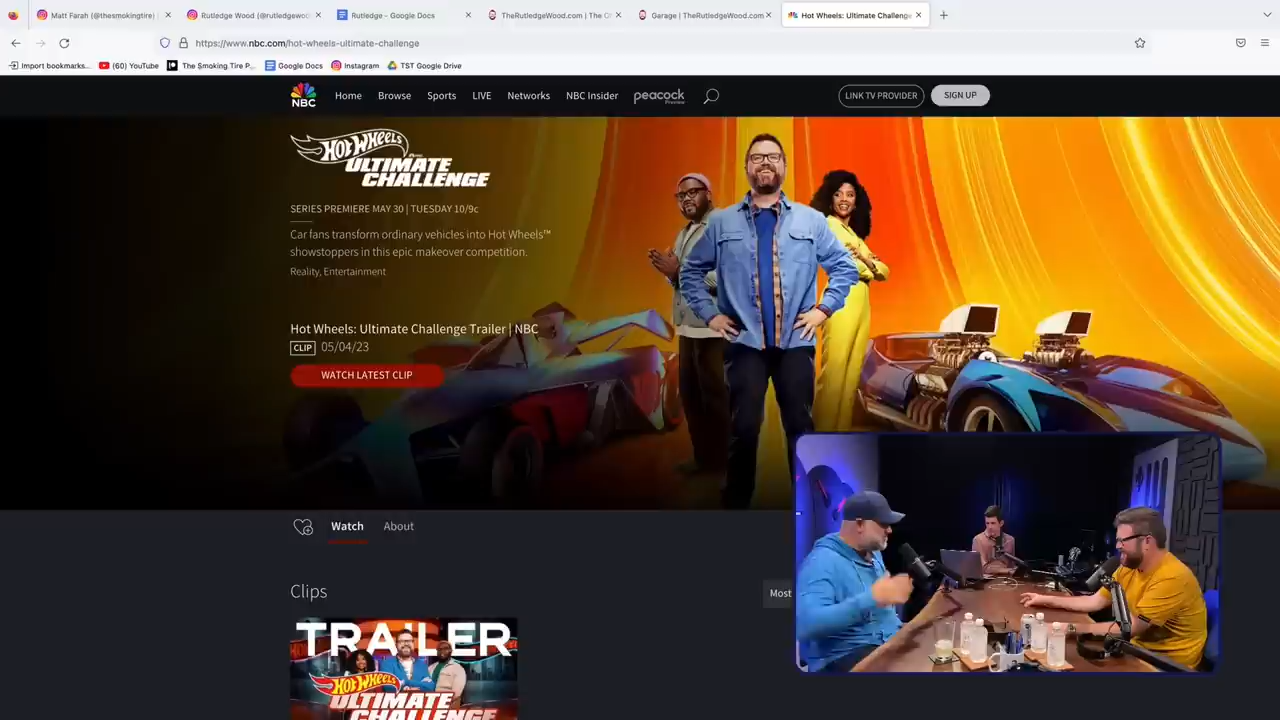 Matt Farah (@thesmokingtire) |
Rutledge Wood (@rutledgewo
Rutledge - Google Docs
TheRutledgeWood.com | The O
Garage | TheRutledgeWood.com
Hot Wheels: Ultimate Challenge
https://www.nbc.com/hot-wheels-ultimate-challenge
Import bookmarks...
(60) YouTube
The Smoking Tire P...
Google Docs
Instagram
TST Google Drive
NBC
Home
Browse
Sports
LIVE
Networks
NBC Insider
peacock
Preview
LINK TV PROVIDER
SIGN UP
HOT WHEELS
ULTIMATE
CHALLENGE
SERIES PREMIERE MAY 30 | TUESDAY 10/9c
Car fans transform ordinary vehicles into Hot Wheels™
showstoppers in this epic makeover competition.
Reality, Entertainment
Hot Wheels: Ultimate Challenge Trailer | NBC
CLIP 05/04/23
WATCH LATEST CLIP
Watch
About
Clips
Most
TRAILER
HOT WHEELS
ULTIMATE
CHALLENGE